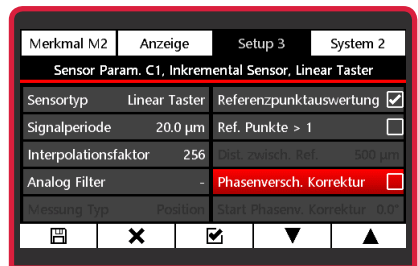 Merkmal M2 Anzeige Setup 3 System 2
Sensor Param. C1, Inkremental Sensor, Linear Taster
Sensortyp Linear Taster Referenzpunktauswertung
Signalperiode 20.0 µm Ref. Punkte > 1
Interpolationsfaktor 256 Dist. zwisch. Ref. 500 µm
Analog Filter - Phasenversch. Korrektur
Messung Typ Position Start Phasenv. Korrektur 0.0°